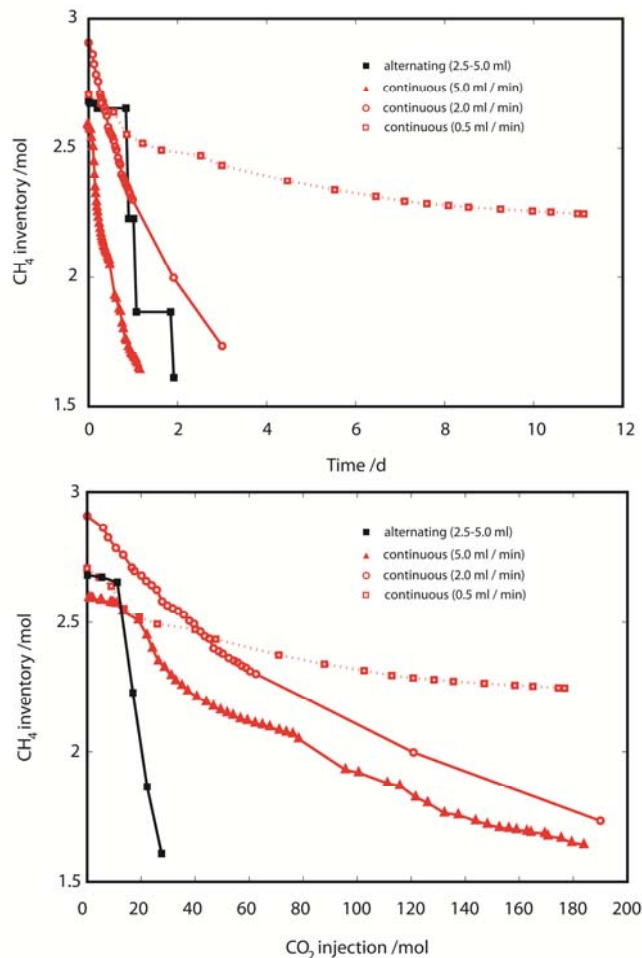 3
2.5
2
1.5
CH4 inventory /mol
alternating (2.5-5.0 ml)
continuous (5.0 ml / min)
continuous (2.0 ml / min)
continuous (0.5 ml / min)
0 2 4 6 8 10 12
Time /d
3
2.5
2
1.5
CH4 inventory /mol
alternating (2.5-5.0 ml)
continuous (5.0 ml / min)
continuous (2.0 ml / min)
continuous (0.5 ml / min)
0 20 40 60 80 100 120 140 160 180 200
CO2 injection /mol